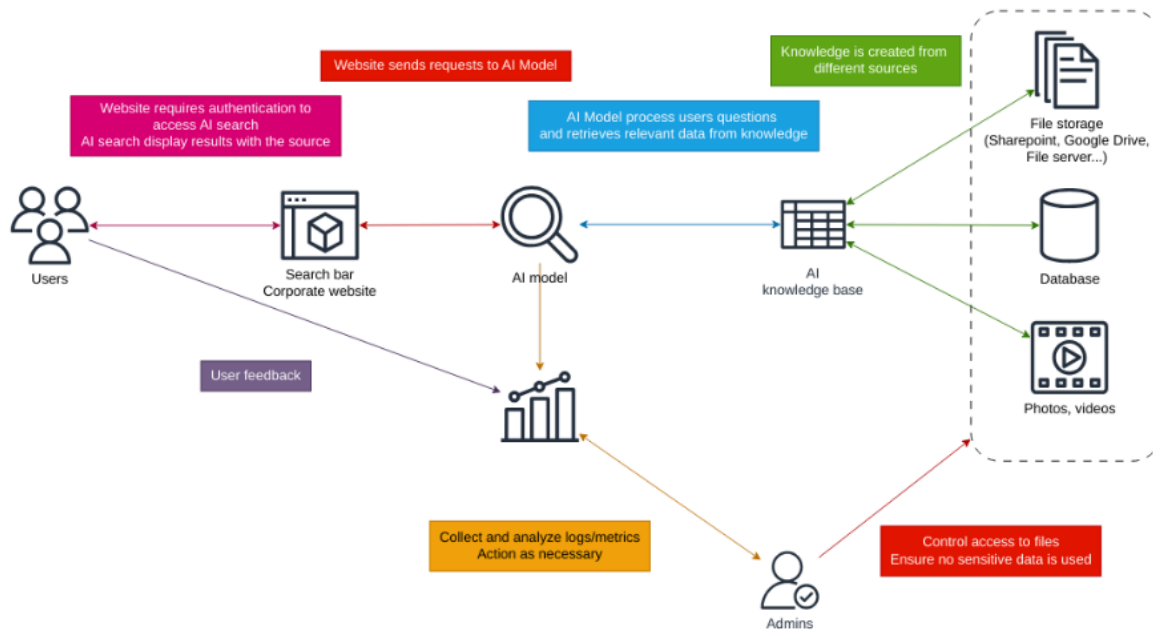 Knowledge is created from
different sources
Website sends requests to AI Model
Website requires authentication to
access AI search
AI search display results with the source
AI Model process users questions
and retrieves relevant data from knowledge
File storage
(Sharepoint, Google Drive,
File server...)
Users
Search bar
Corporate website
AI model
AI
knowledge base
Database
User feedback
Photos, videos
Collect and analyze logs/metrics
Action as necessary
Control access to files
Ensure no sensitive data is used
Admins